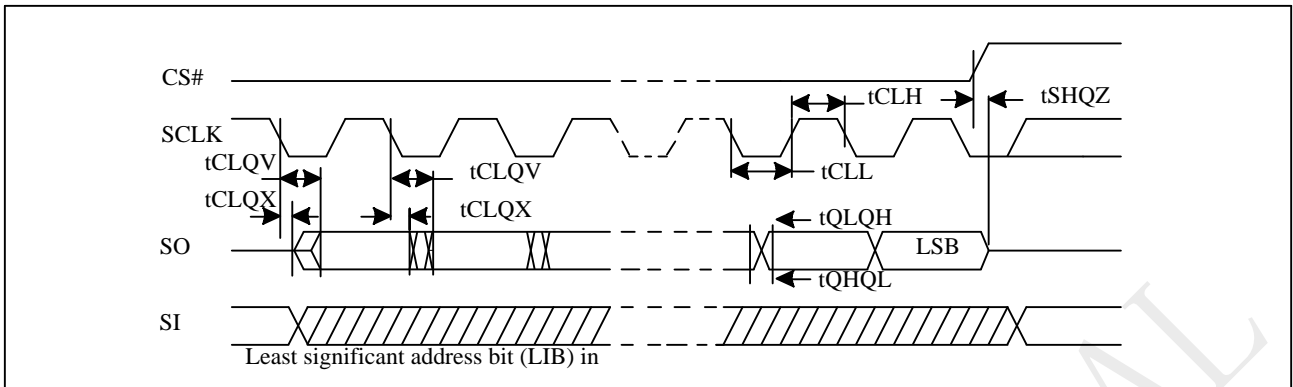 CS#
tCLH
tSHQZ
SCLK
tCLQV
tCLQV
tCLL
tCLQX
tCLQX
tQLQH
SO
LSB
tQHQL
SI
Least significant address bit (LIB) in